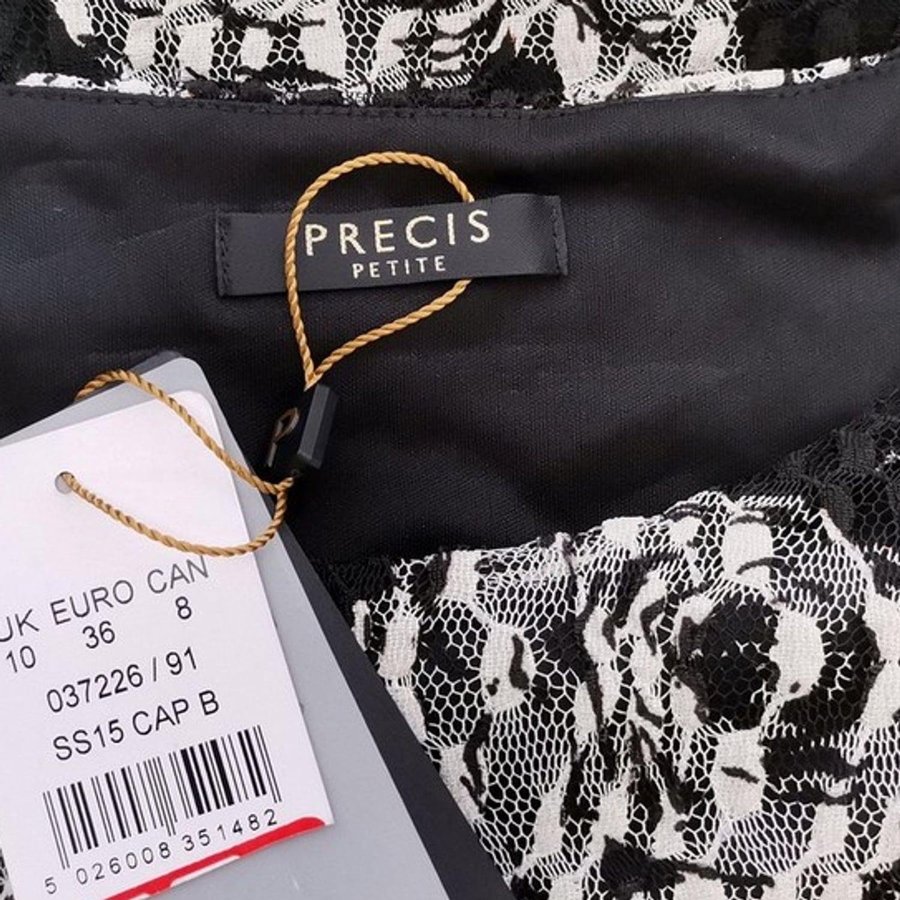 PRECIS
PETITE
UK EURO CAN
10 36 8
037226 / 91
SS15 CAP B
5 026008 351482